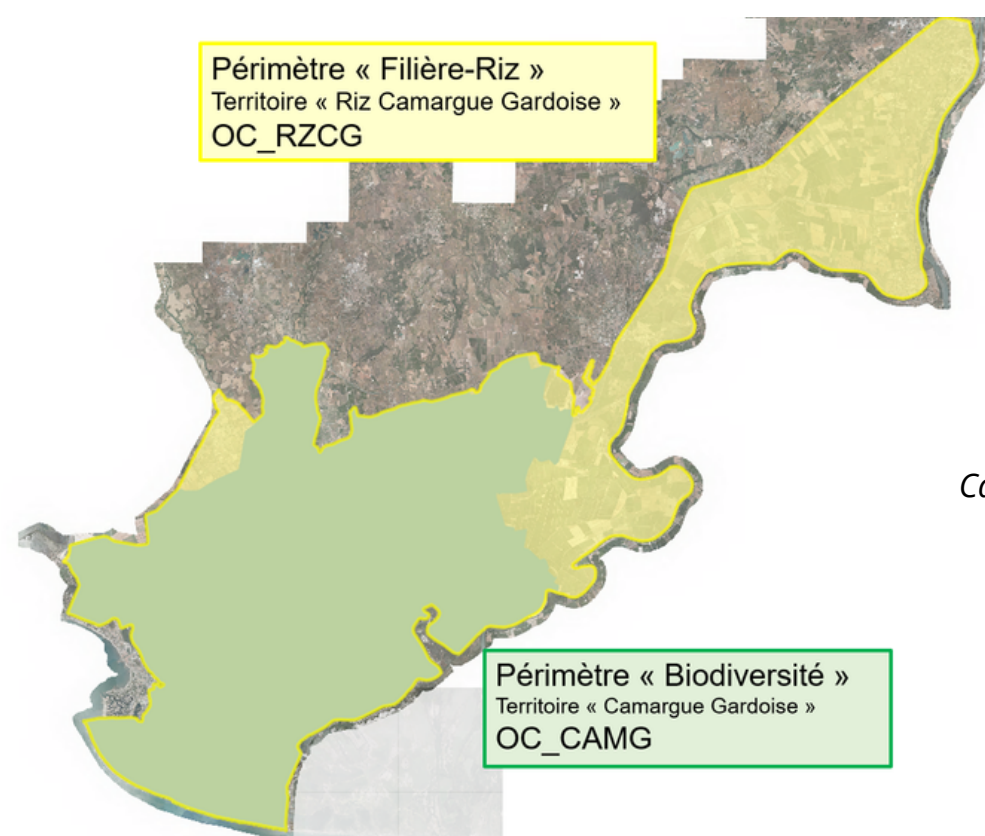 Périmètre « Filière-Riz »
Territoire « Riz Camargue Gardoise »
OC_RZCG
Périmètre « Biodiversité »
Territoire « Camargue Gardoise »
OC_CAMG